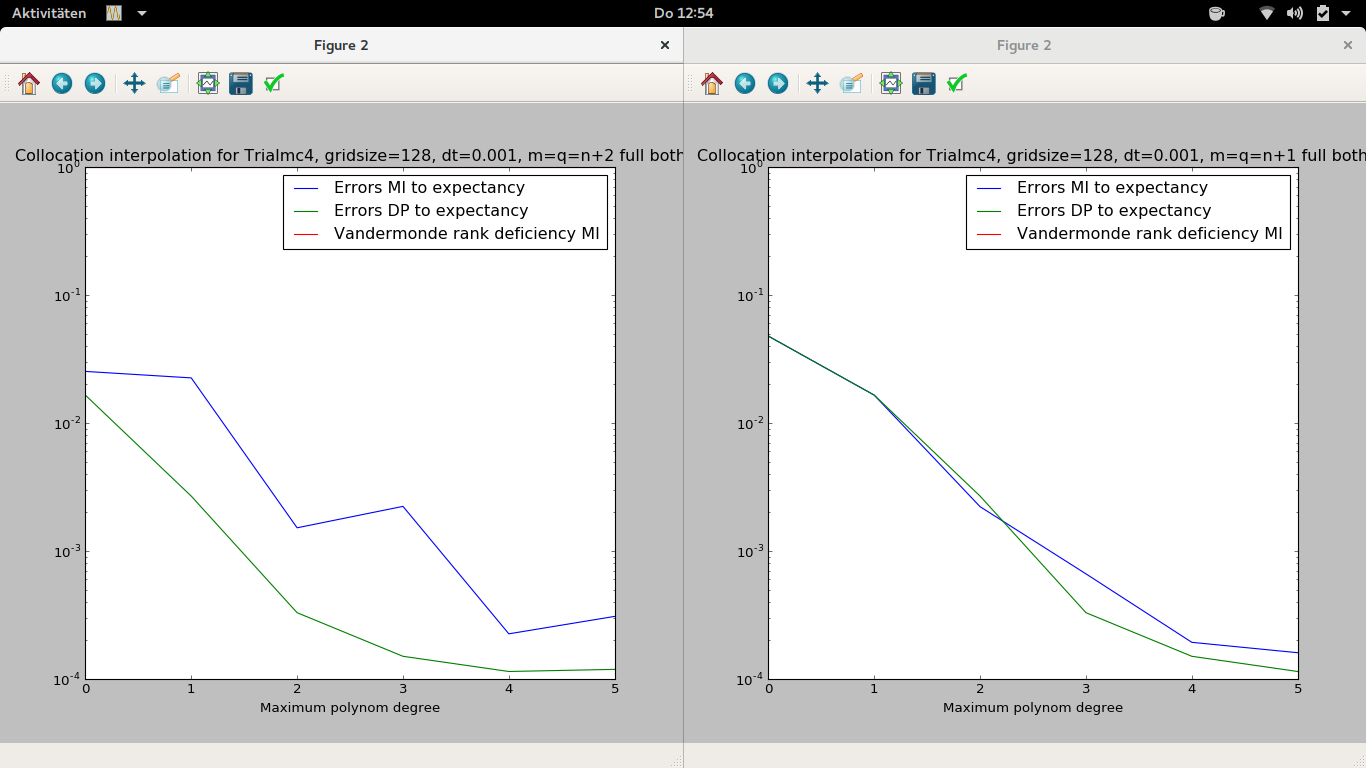 Aktivitäten
Do 12:54
Figure 2
Collocation interpolation for Trialmc4, gridsize=128, dt=0.001, m=q=n+2 full both
Errors MI to expectancy
Errors DP to expectancy
Vandermonde rank deficiency MI
10^0
10^-1
10^-2
10^-3
10^-4
0 1 2 3 4 5
Maximum polynom degree
Figure 2
Collocation interpolation for Trialmc4, gridsize=128, dt=0.001, m=q=n+1 full both
Errors MI to expectancy
Errors DP to expectancy
Vandermonde rank deficiency MI
10^0
10^-1
10^-2
10^-3
10^-4
0 1 2 3 4 5
Maximum polynom degree